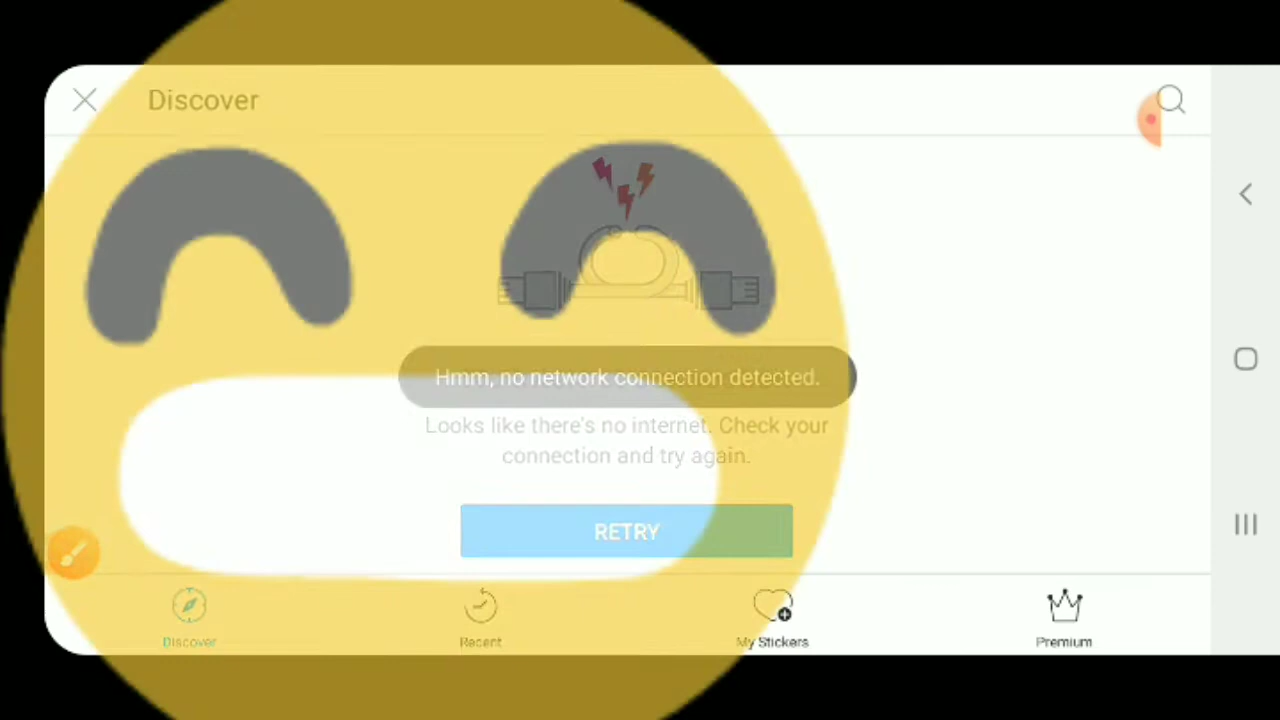 Discover
Hmm, no network connection detected.
Looks like there's no internet. Check your
connection and try again.
RETRY
Discover
Recent
My Stickers
Premium